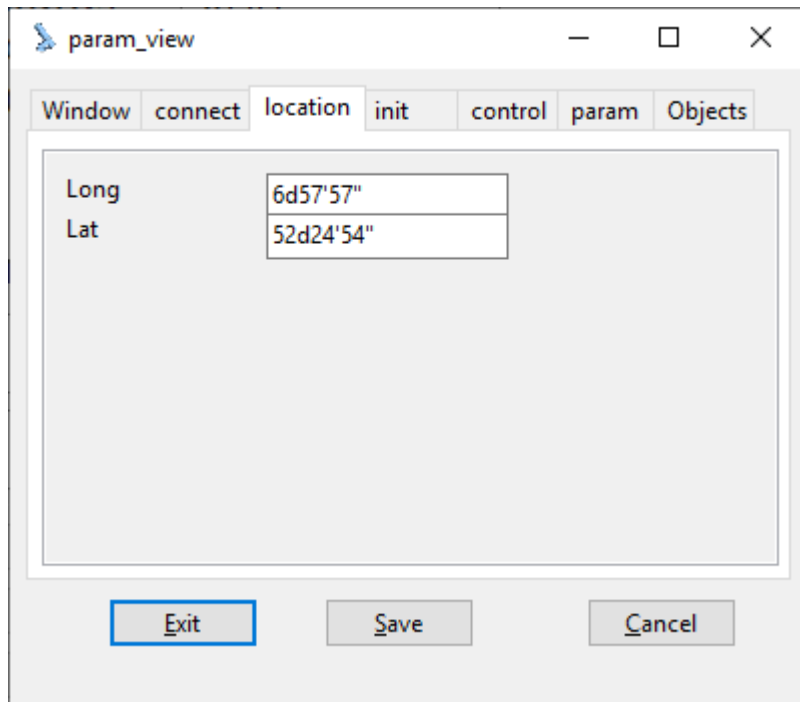 param_view
Window connect location init control param Objects
Long 6d57'57"
Lat 52d24'54"
Exit Save Cancel